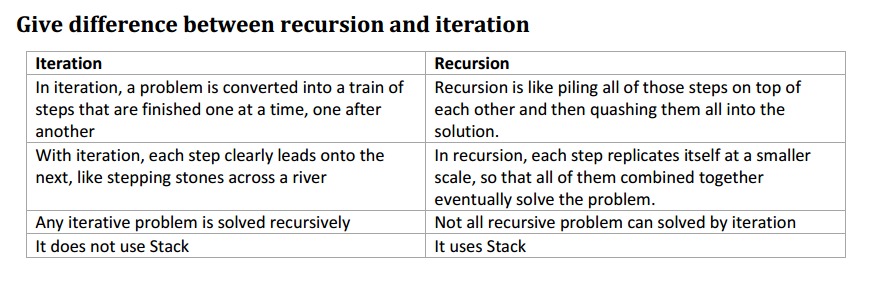 Give difference between recursion and iteration
Iteration
Recursion
In iteration, a problem is converted into a train of
steps that are finished one at a time, one after
another
Recursion is like piling all of those steps on top of
each other and then quashing them all into the
solution.
With iteration, each step clearly leads onto the
next, like stepping stones across a river
In recursion, each step replicates itself at a smaller
scale, so that all of them combined together
eventually solve the problem.
Any iterative problem is solved recursively
Not all recursive problem can solved by iteration
It does not use Stack
It uses Stack